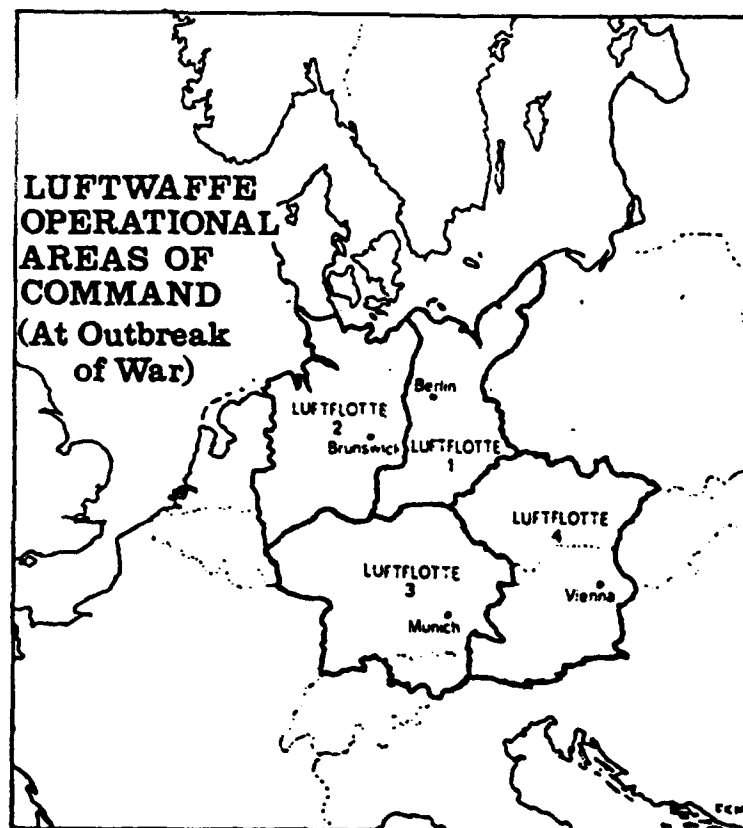 LUFTWAFFE
OPERATIONAL
AREAS OF
COMMAND
(At Outbreak
of War)
Berlin
LUFTFLOTTE
2
Brunswick
LUFTFLOTTE
1
LUFTFLOTTE
4
LUFTFLOTTE
3
Vienna
Munich